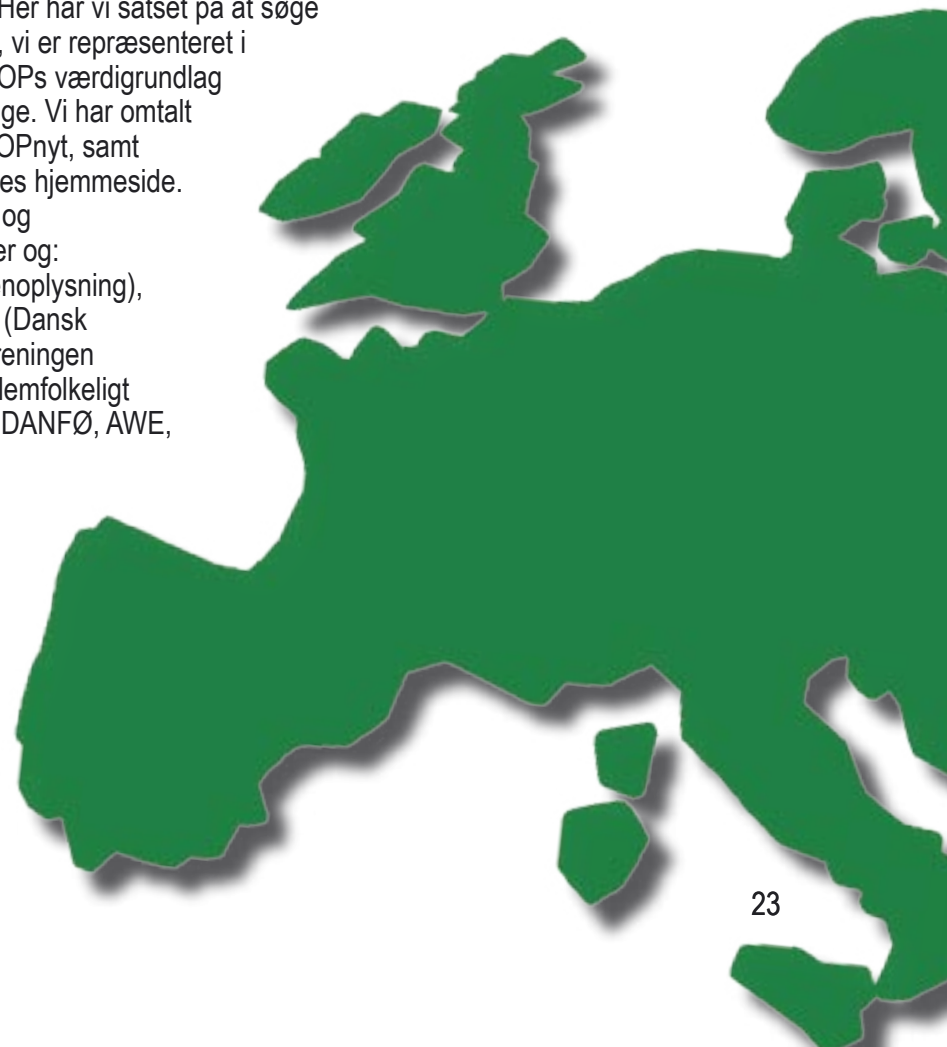 Her har vi satset på at søge
, vi er repræsenteret i
OPs værdigrundlag
ge. Vi har omtalt
OPnyt, samt
es hjemmeside.
og
er og:
noplysning),
(Dansk
reningen
lemfolkeligt
DANFØ, AWE,
23